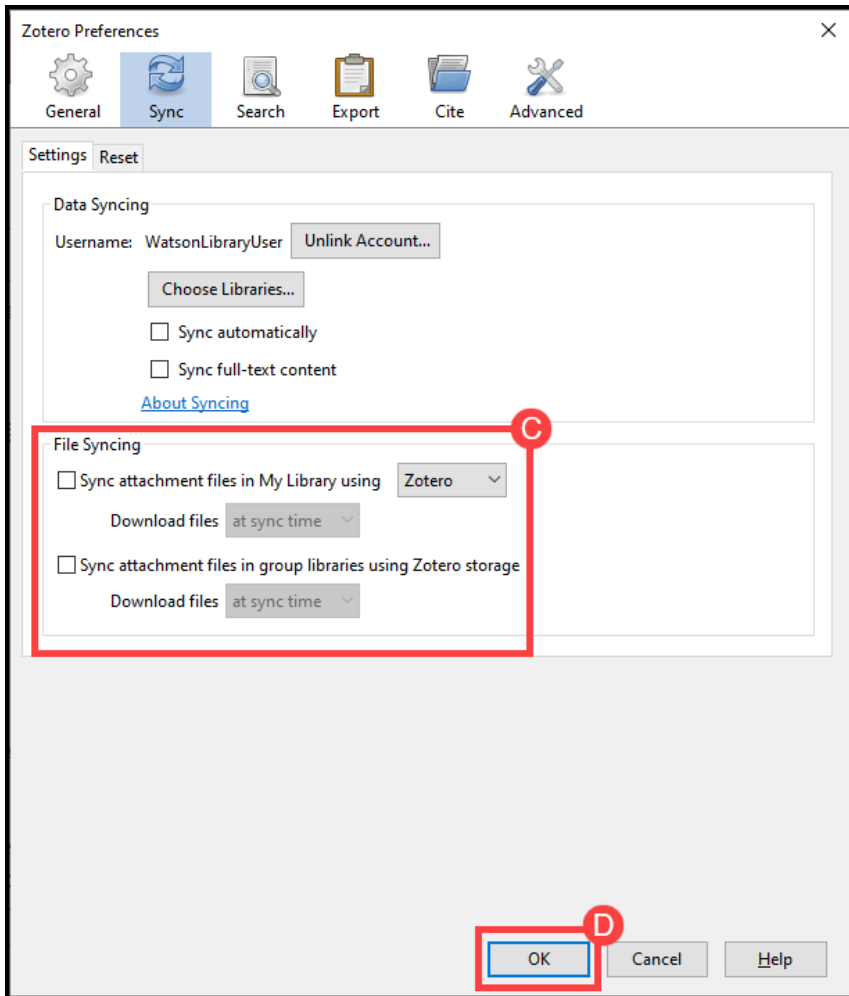 Zotero Preferences
General Sync Search Export Cite Advanced
Settings Reset
Data Syncing
Username: WatsonLibraryUser Unlink Account...
Choose Libraries...
Sync automatically
Sync full-text content
About Syncing
C
File Syncing
Sync attachment files in My Library using Zotero
Download files at sync time
Sync attachment files in group libraries using Zotero storage
Download files at sync time
D
OK Cancel Help